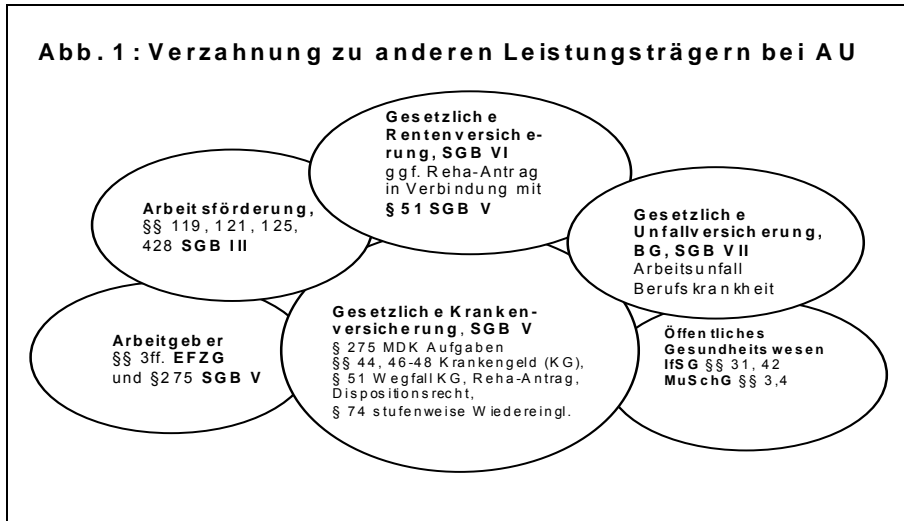 Abb. 1: Verzahnung zu anderen Leistungsträgern bei AU
Gesetzliche
Rentenversiche-
rung, SGB VI
ggf. Reha-Antrag
in Verbindung mit
§ 51 SGB V
Arbeitsförderung,
§§ 119, 121, 125,
428 SGB III
Gesetzliche
Unfallversicherung,
BG, SGB VII
Arbeitsunfall
Berufskrankheit
Arbeitgeber
§§ 3ff. EFZG
und §275 SGB V
Gesetzliche Kranken-
versicherung, SGB V
§ 275 MDK Aufgaben
§§ 44, 46-48 Krankengeld (KG),
§ 51 Wegfall KG, Reha-Antrag,
Dispositionsrecht,
§ 74 stufenweise Wiedereingl.
Öffentliches
Gesundheitswesen
IfSG §§ 31, 42
MuSchG §§ 3,4